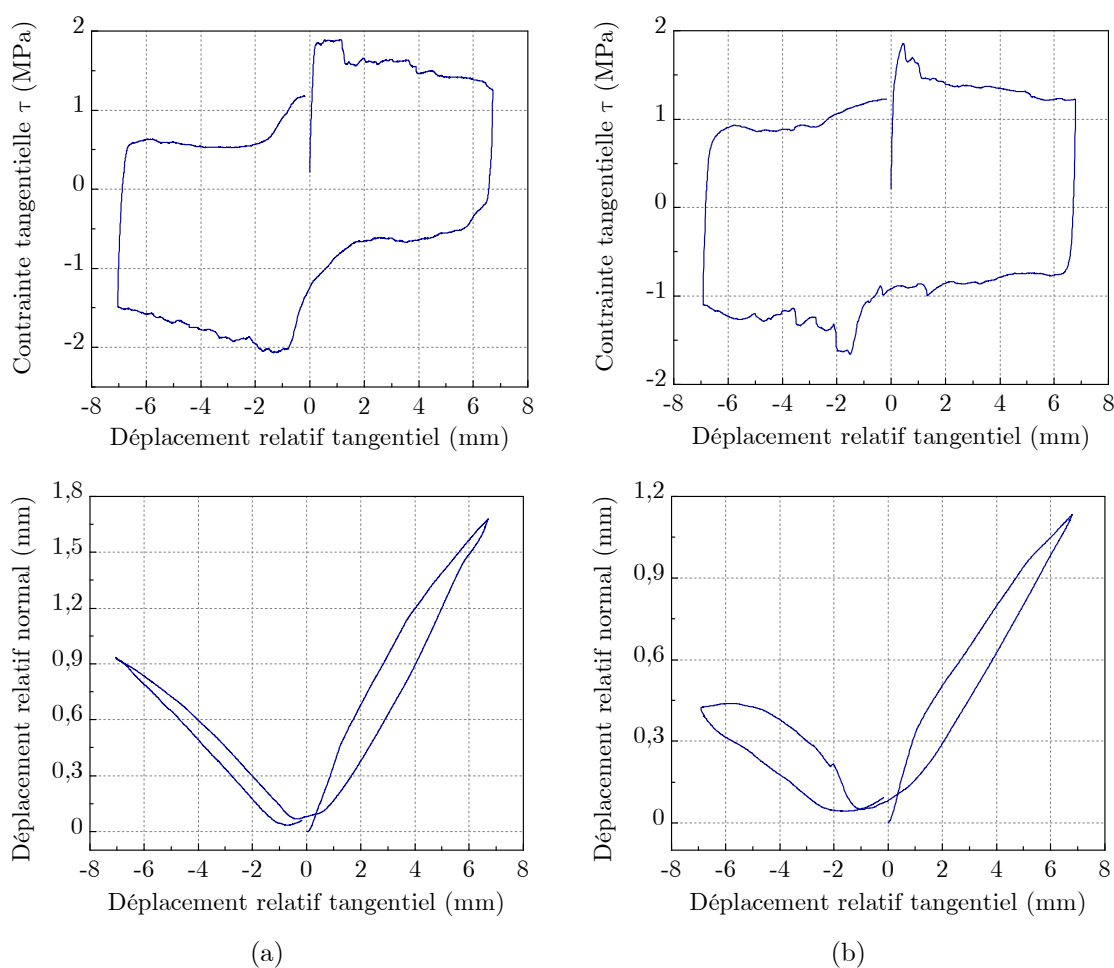 Contrainte tangentielle τ (MPa)
2
1
0
-1
-2
-8 -6 -4 -2 0 2 4 6 8
Déplacement relatif tangentiel (mm)
Contrainte tangentielle τ (MPa)
2
1
0
-1
-2
-8 -6 -4 -2 0 2 4 6 8
Déplacement relatif tangentiel (mm)
Déplacement relatif normal (mm)
1,8
1,5
1,2
0,9
0,6
0,3
0
-8 -6 -4 -2 0 2 4 6 8
Déplacement relatif tangentiel (mm)
(a)
Déplacement relatif normal (mm)
1,2
0,9
0,6
0,3
0
-8 -6 -4 -2 0 2 4 6 8
Déplacement relatif tangentiel (mm)
(b)